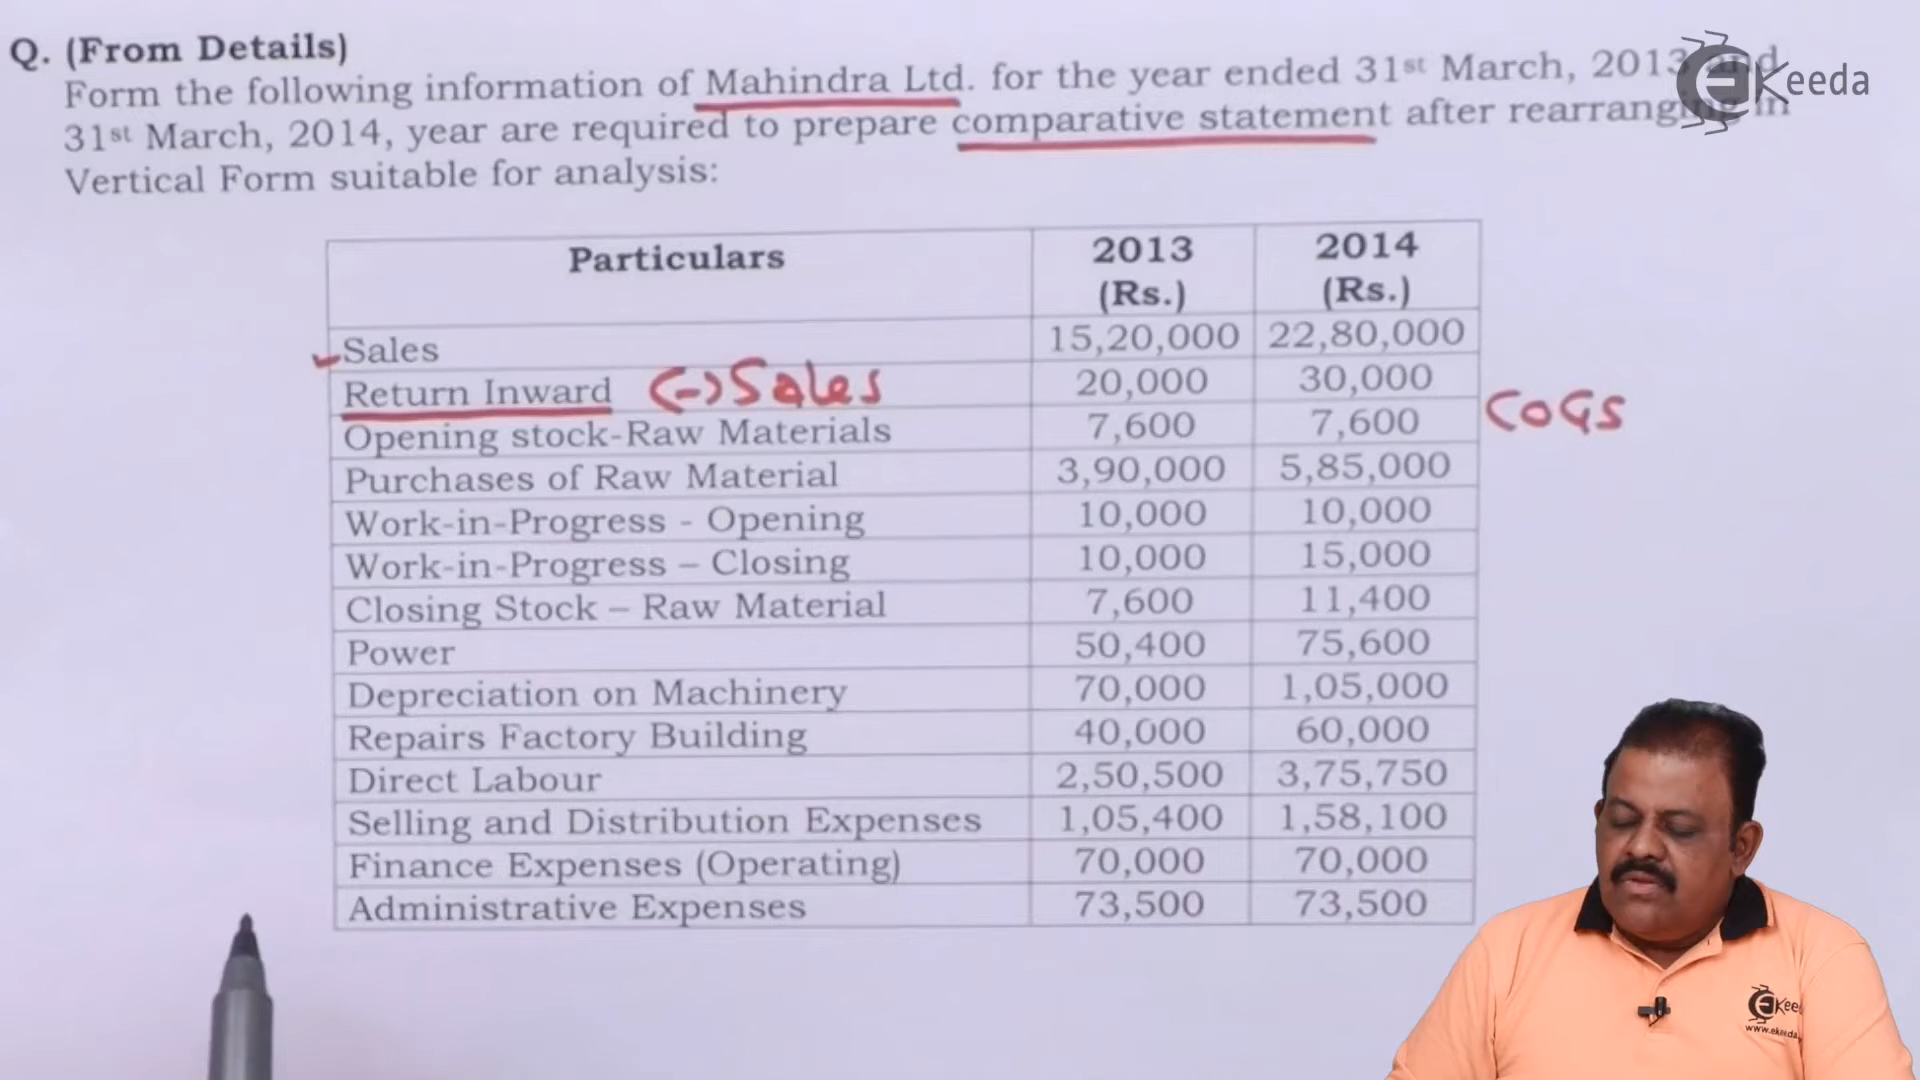 Q. (From Details)
Form the following information of Mahindra Ltd. for the year ended 31st March, 2013 and
31st March, 2014, year are required to prepare comparative statement after rearranging in
Vertical Form suitable for analysis:
EKeeda
Particulars 2013 (Rs.) 2014 (Rs.)
Sales 15,20,000 22,80,000
Return Inward (-) Sales 20,000 30,000
COGS
Opening stock-Raw Materials 7,600 7,600
Purchases of Raw Material 3,90,000 5,85,000
Work-in-Progress - Opening 10,000 10,000
Work-in-Progress – Closing 10,000 15,000
Closing Stock – Raw Material 7,600 11,400
Power 50,400 75,600
Depreciation on Machinery 70,000 1,05,000
Repairs Factory Building 40,000 60,000
Direct Labour 2,50,500 3,75,750
Selling and Distribution Expenses 1,05,400 1,58,100
Finance Expenses (Operating) 70,000 70,000
Administrative Expenses 73,500 73,500